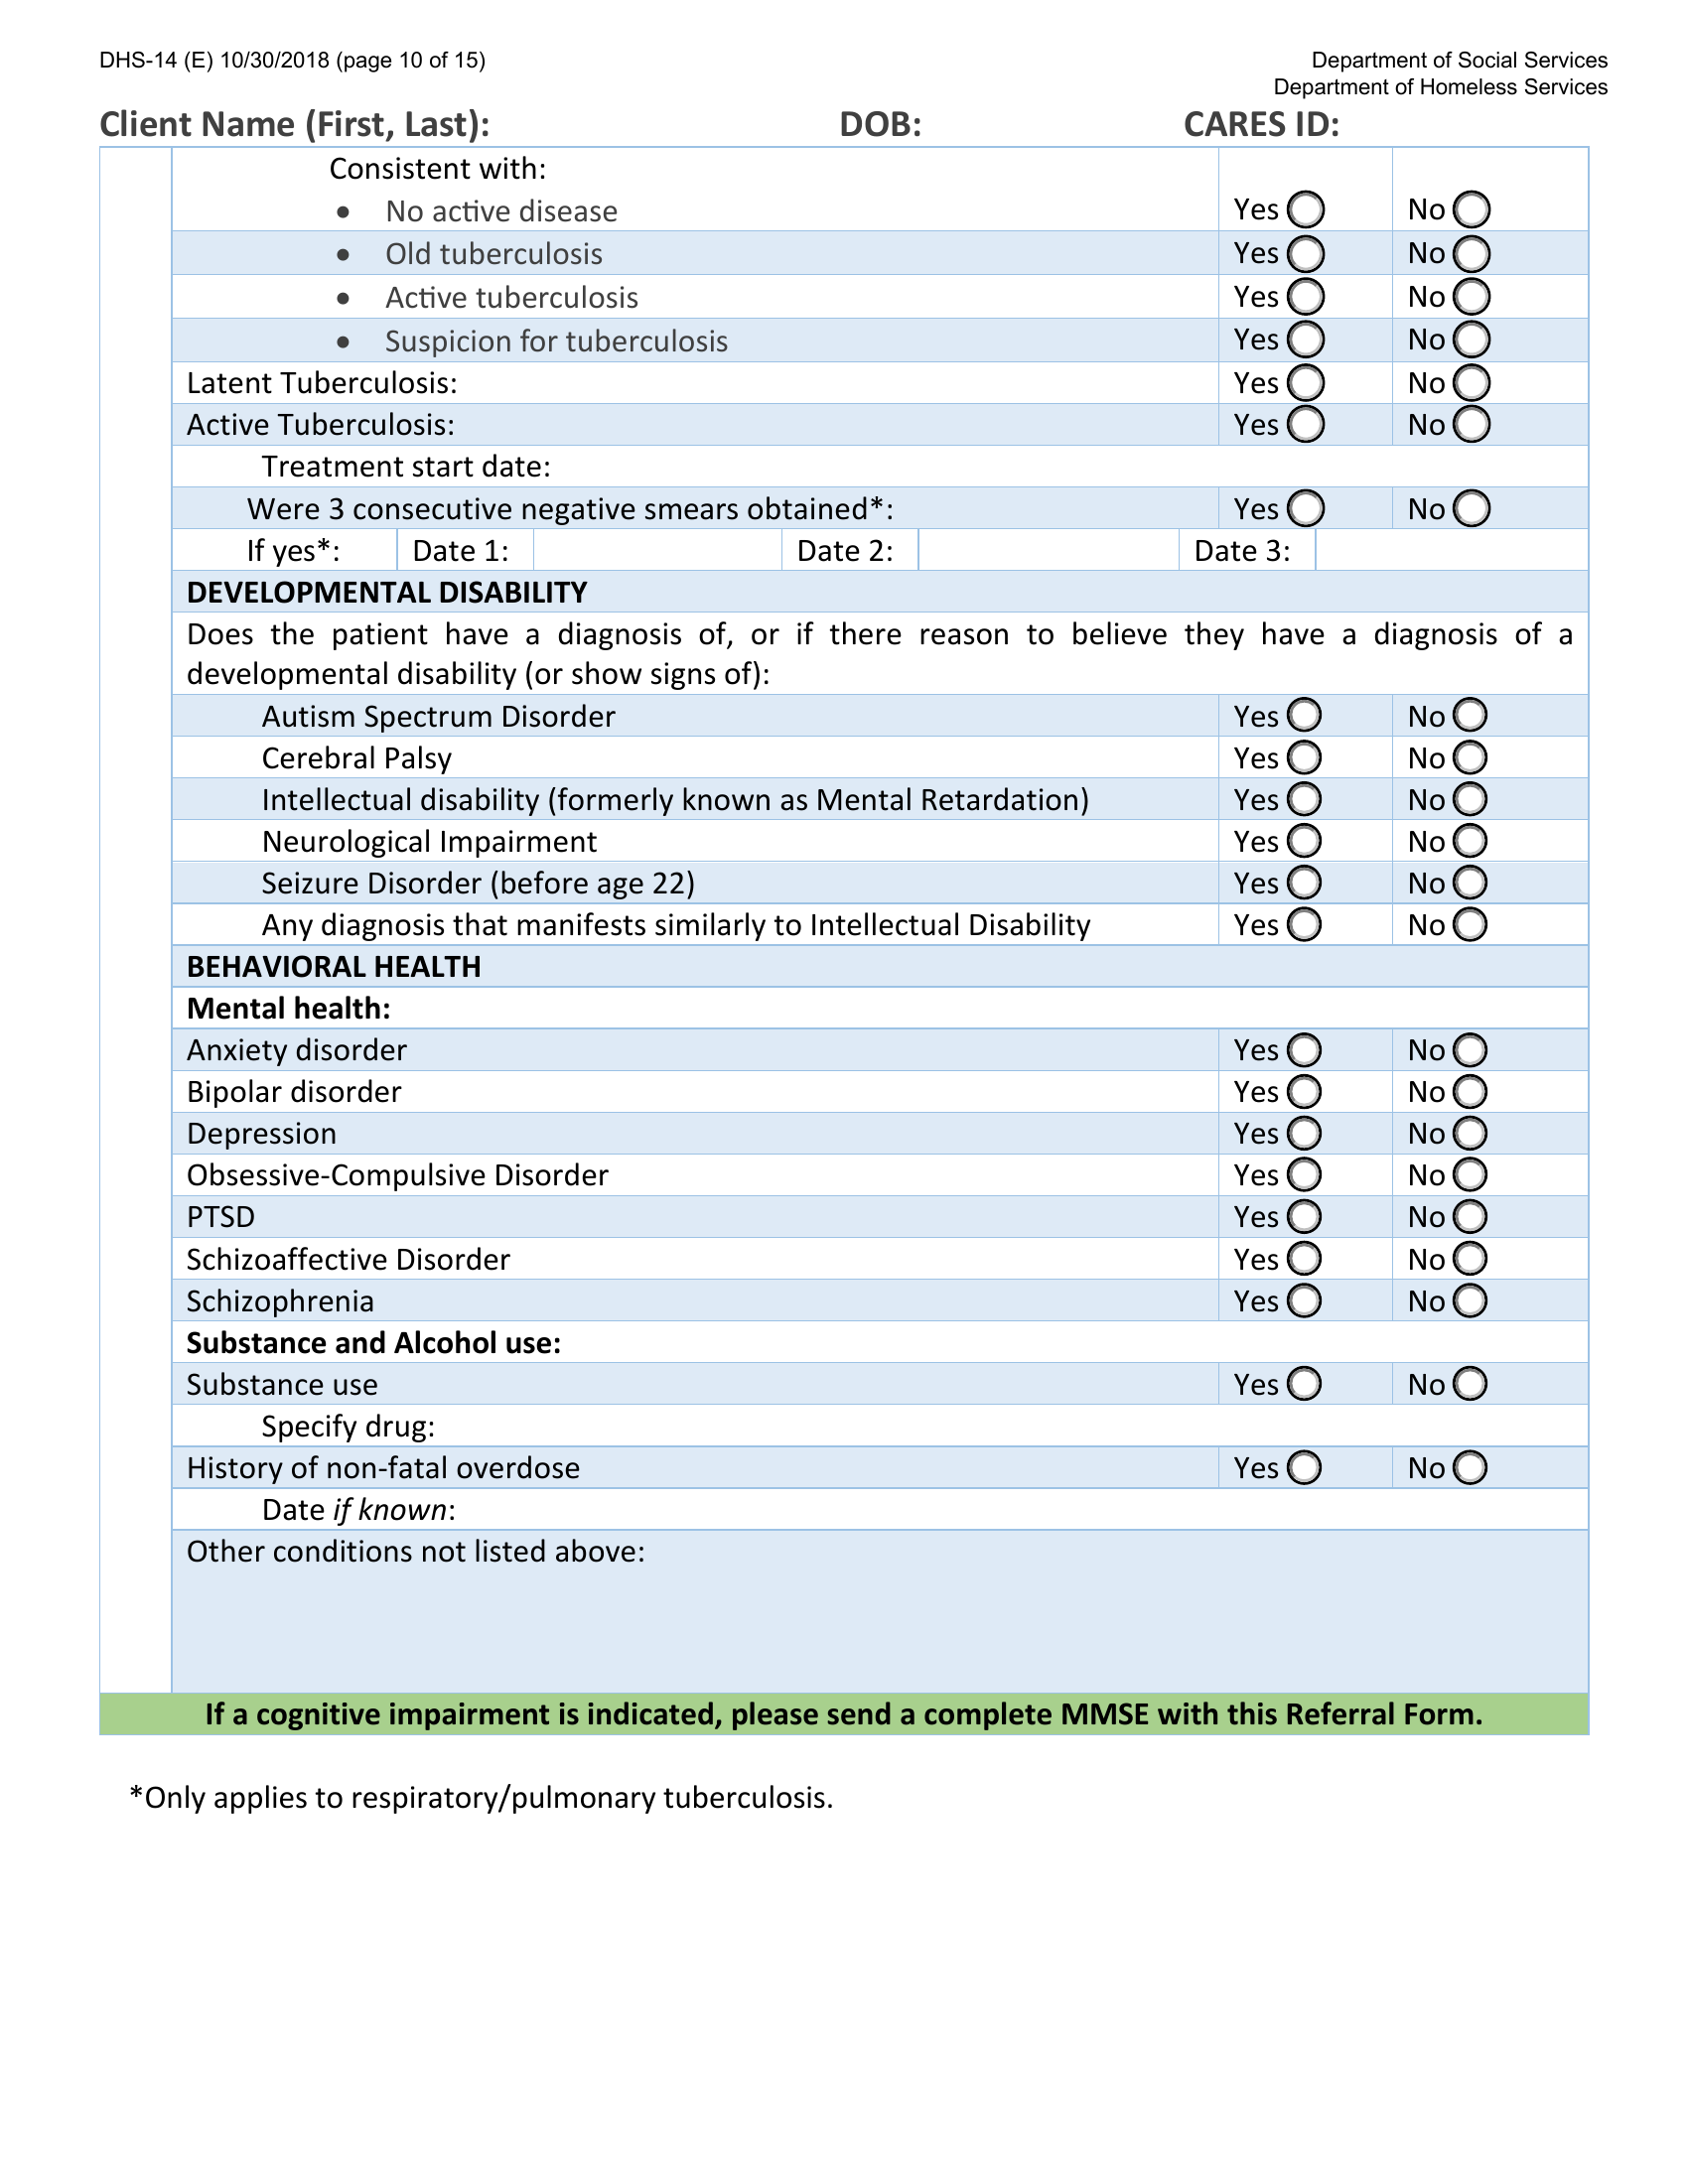 DHS-14 (E) 10/30/2018 (page 10 of 15)
Department of Social Services
Department of Homeless Services
Client Name (First, Last): DOB: CARES ID:
Consistent with:
• No active disease Yes No
• Old tuberculosis Yes No
• Active tuberculosis Yes No
• Suspicion for tuberculosis Yes No
Latent Tuberculosis: Yes No
Active Tuberculosis: Yes No
Treatment start date:
Were 3 consecutive negative smears obtained*: Yes No
If yes*: Date 1: Date 2: Date 3:
DEVELOPMENTAL DISABILITY
Does the patient have a diagnosis of, or if there reason to believe they have a diagnosis of a
developmental disability (or show signs of):
Autism Spectrum Disorder Yes No
Cerebral Palsy Yes No
Intellectual disability (formerly known as Mental Retardation) Yes No
Neurological Impairment Yes No
Seizure Disorder (before age 22) Yes No
Any diagnosis that manifests similarly to Intellectual Disability Yes No
BEHAVIORAL HEALTH
Mental health:
Anxiety disorder Yes No
Bipolar disorder Yes No
Depression Yes No
Obsessive-Compulsive Disorder Yes No
PTSD Yes No
Schizoaffective Disorder Yes No
Schizophrenia Yes No
Substance and Alcohol use:
Substance use Yes No
Specify drug:
History of non-fatal overdose Yes No
Date if known:
Other conditions not listed above:
If a cognitive impairment is indicated, please send a complete MMSE with this Referral Form.
*Only applies to respiratory/pulmonary tuberculosis.